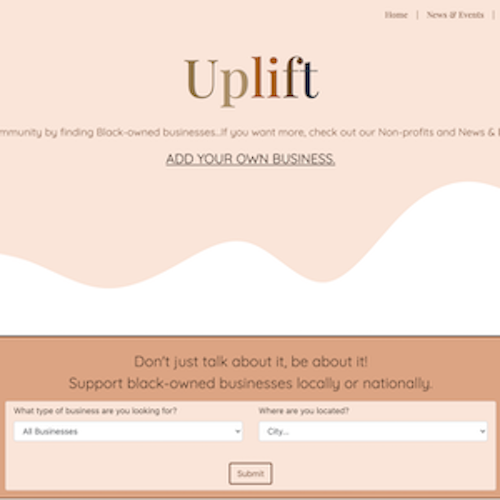 Home | News & Events |
Uplift
mmunity by finding Black-owned businesses...If you want more, check out our Non-profits and News &
ADD YOUR OWN BUSINESS.
Don't just talk about it, be about it!
Support black-owned businesses locally or nationally.
What type of business are you looking for? Where are you located?
All Businesses City...
Submit